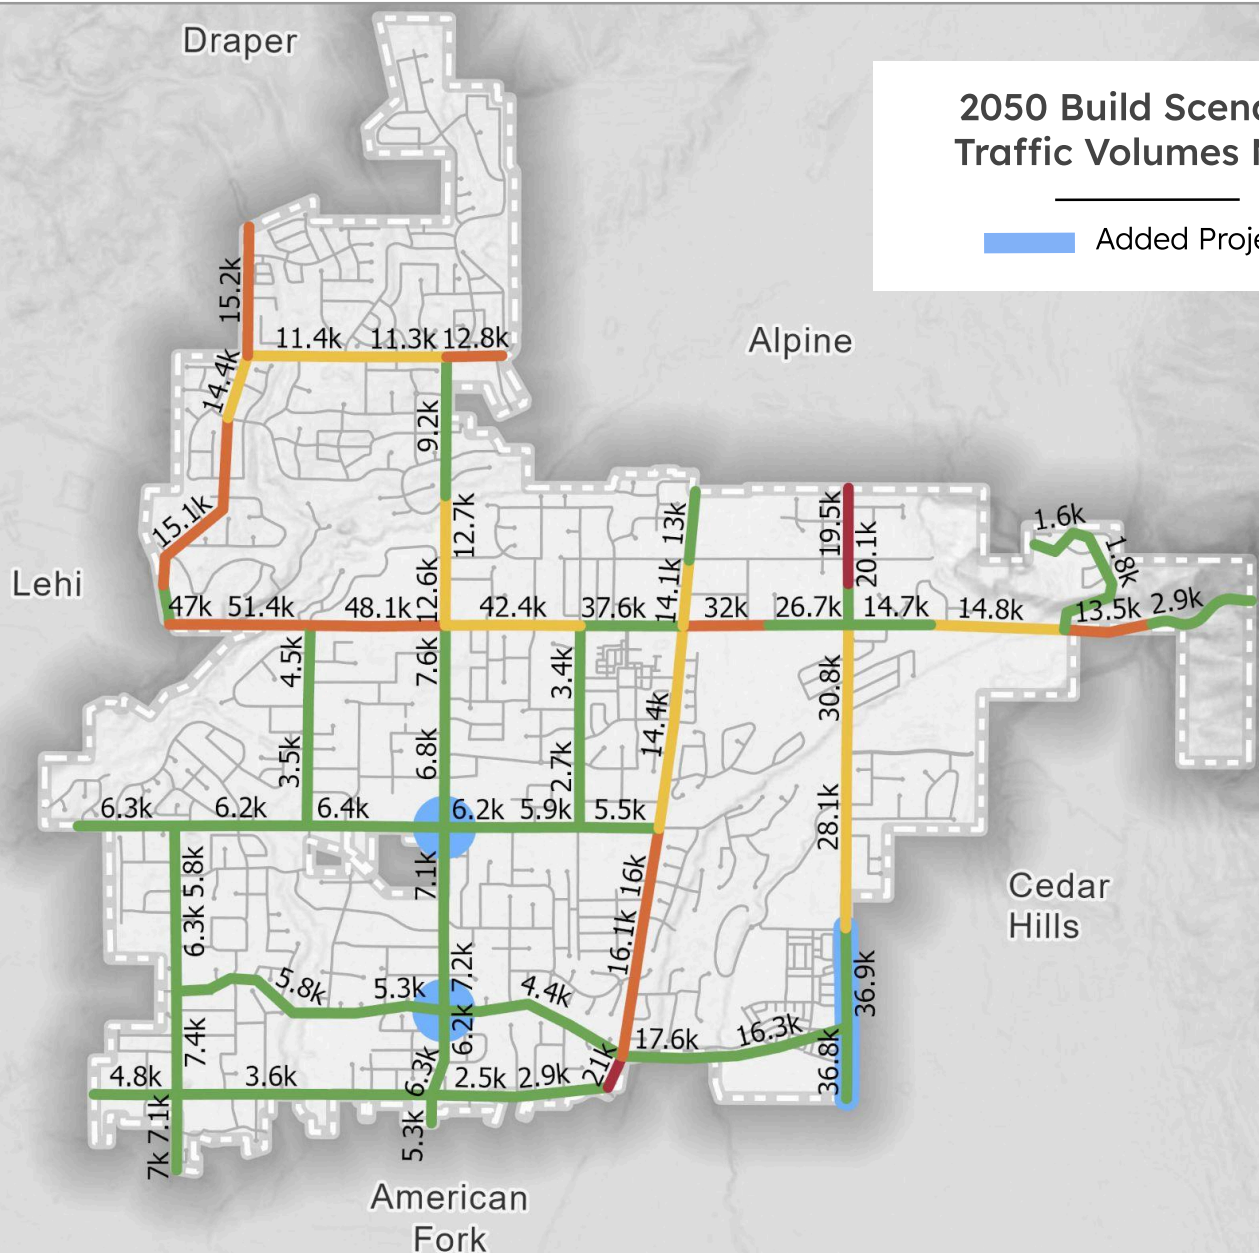 Draper
2050 Build Scena
Traffic Volumes
Added Proje
15.2k
11.4k
11.3k
12.8k
Alpine
14.4k
9.2k
15.1k
12.7k
13k
19.5k
20.1k
1.6k
1.8k
Lehi
47k
51.4k
48.1k
12.6k
42.4k
37.6k
14.1k
32k
26.7k
14.7k
14.8k
13.5k
2.9k
4.5k
7.6k
3.4k
30.8k
14.4k
3.5k
6.8k
2.7k
28.1k
6.3k
6.2k
6.4k
6.2k
5.9k
5.5k
5.8k
7.1k
16k
Cedar
Hills
6.3k
16.1k
7.2k
36.9k
5.8k
5.3k
4.4k
6.2k
7.4k
17.6k
16.3k
36.8k
4.8k
3.6k
6.3k
2.5k
2.9k
21k
7.1k
5.3k
7k
American
Fork